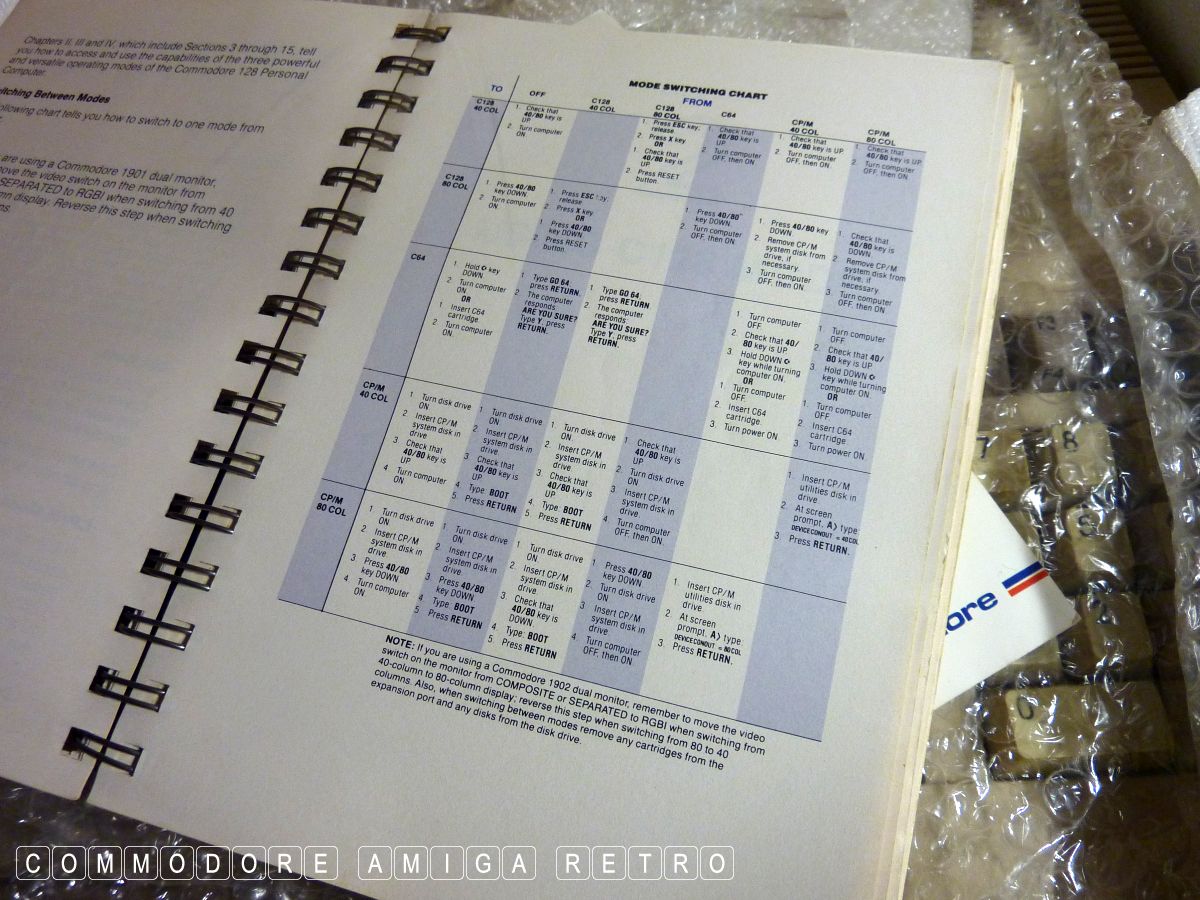 Chapters II, III and IV, which include Sections 3 through 15, tell
you how to access and use the capabilities of the three powerful
and versatile operating modes of the Commodore 128 Personal
Computer.
itching Between Modes
ollowing chart tells you how to switch to one mode from
are using a Commodore 1901 dual monitor,
ove the video switch on the monitor from
SEPARATED to RGBI when switching from 40
mn display. Reverse this step when switching
MODE SWITCHING CHART
TO
FROM
OFF
C128
40 COL
C128
80 COL
C64
CP/M
40 COL
CP/M
80 COL
C128
40 COL
1. Check that
40/80 key is
UP.
2. Turn computer
ON.
1. Press ESC key;
release
2. Press X key
OR
1. Check that
40/80 key is
UP
2. Press RESET
button.
1. Check that
40/80 key is
UP
2. Turn computer
OFF, then ON
1. Check that
40/80 key is UP.
2. Turn computer
OFF, then ON.
1. Check that
40/80 key is UP
2. Turn computer
OFF, then ON.
C128
80 COL
1. Press 40/80
key DOWN.
2. Turn computer
ON
1. Press ESC key;
release
2. Press X key
OR
1. Press 40/80
key DOWN
2. Press RESET
button.
1. Press 40/80
key DOWN.
2. Turn computer
OFF, then ON.
1. Press 40/80 key
DOWN.
2. Remove CP/M
system disk from
drive, if
necessary.
3. Turn computer
OFF, then ON.
1. Check that
40/80 key is
DOWN.
2. Remove CP/M
system disk from
drive, if
necessary.
3. Turn computer
OFF, then ON.
C64
1. Hold C= key
DOWN.
2. Turn computer
ON
OR
1. Insert C64
cartridge.
2. Turn computer
ON.
1. Type GO 64;
press RETURN.
2. The computer
responds:
ARE YOU SURE?
Type Y; press
RETURN.
1. Type GO 64;
press RETURN
2. The computer
responds:
ARE YOU SURE?
Type Y; press
RETURN.
1. Turn computer
OFF.
2. Check that 40/
80 key is UP
3. Hold DOWN C=
key while turning
computer ON.
OR
1. Turn computer
OFF.
2. Insert C64
cartridge.
3. Turn power ON.
1. Turn computer
OFF.
2. Check that 40/
80 key is UP
3. Hold DOWN C=
key while turning
computer ON.
OR
1. Turn computer
OFF
2. Insert C64
cartridge.
3. Turn power ON.
CP/M
40 COL
1. Turn disk drive
ON
2. Insert CP/M
system disk in
drive
3. Check that
40/80 key is
UP
4. Turn computer
ON.
1. Turn disk drive
ON.
2. Insert CP/M
system disk in
drive.
3. Check that
40/80 key is
UP.
4. Type: BOOT
5. Press RETURN
1. Turn disk drive
ON.
2. Insert CP/M
system disk in
drive.
3. Check that
40/80 key is
UP
4. Type: BOOT
5. Press RETURN
1. Check that
40/80 key is
UP
2. Turn disk drive
ON
3. Insert CP/M
system disk in
drive.
4. Turn computer
OFF, then ON.
1. Insert CP/M
utilities disk in
drive.
2. At screen
prompt, A> type:
DEVICE CONOUT = 40 COL
3. Press RETURN.
CP/M
80 COL
1. Turn disk drive
ON
2. Insert CP/M
system disk in
drive.
3. Press 40/80
key DOWN
4. Turn computer
ON.
1. Turn disk drive
ON.
2. Insert CP/M
system disk in
drive.
3. Press 40/80
key DOWN
4. Type: BOOT
5. Press RETURN
1. Turn disk drive
ON.
2. Insert CP/M
system disk in
drive.
3. Check that
40/80 key is
DOWN.
4. Type: BOOT
5. Press RETURN
1. Press 40/80
key DOWN
2. Turn disk drive
ON
3. Insert CP/M
system disk in
drive.
4. Turn computer
OFF, then ON
1. Insert CP/M
utilities disk in
drive.
2. At screen
prompt, A> type:
DEVICE CONOUT = 80 COL
3. Press RETURN.
NOTE: If you are using a Commodore 1902 dual monitor, remember to move the video
switch on the monitor from COMPOSITE or SEPARATED to RGBI when switching from
40-column to 80-column display; reverse this step when switching from 80 to 40
columns. Also, when switching between modes remove any cartridges from the
expansion port and any disks from the disk drive.
ore
7
8
0
COMMODORE AMIGA RETRO